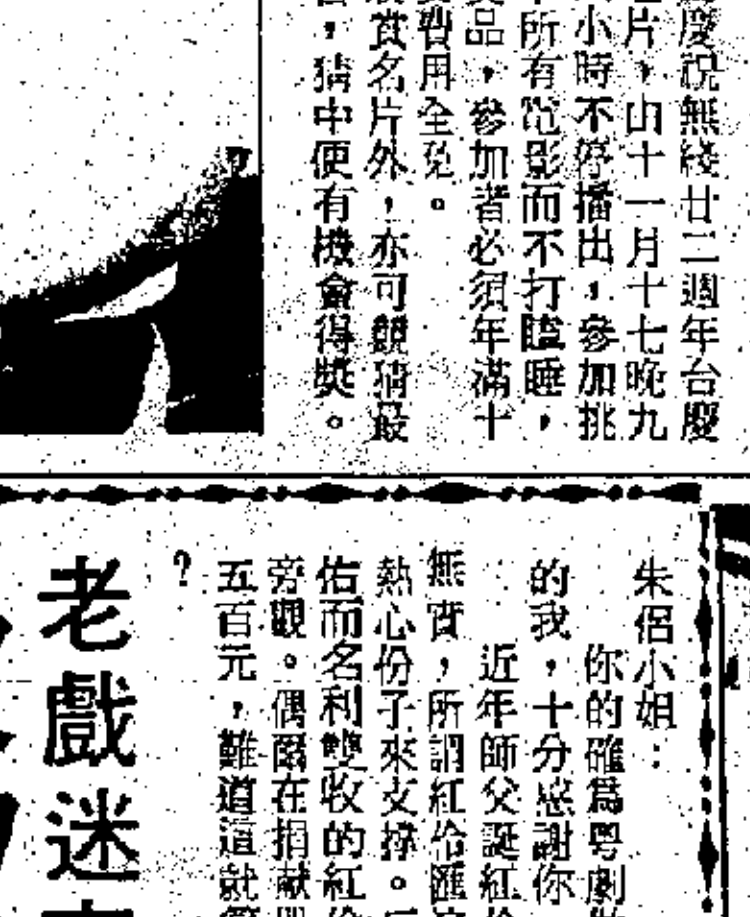 慶祝無綫廿二週年台慶
片，由十一月十七晚九
小時不停播出，參加挑
所有電影而不打瞌睡，
品，參加者必須年滿十
費用全免。
賞名片外，亦可競猜最
，猜中便有機會得獎。
朱侶小姐：
你的確為粵劇
的我，十分感謝你
近年師父誕紅伶
無實，所謂紅伶匯
熱心份子來支撐。
佑而名利雙收的紅伶
旁觀。偶爾在捐獻
五百元，難道這就
？
老戲迷